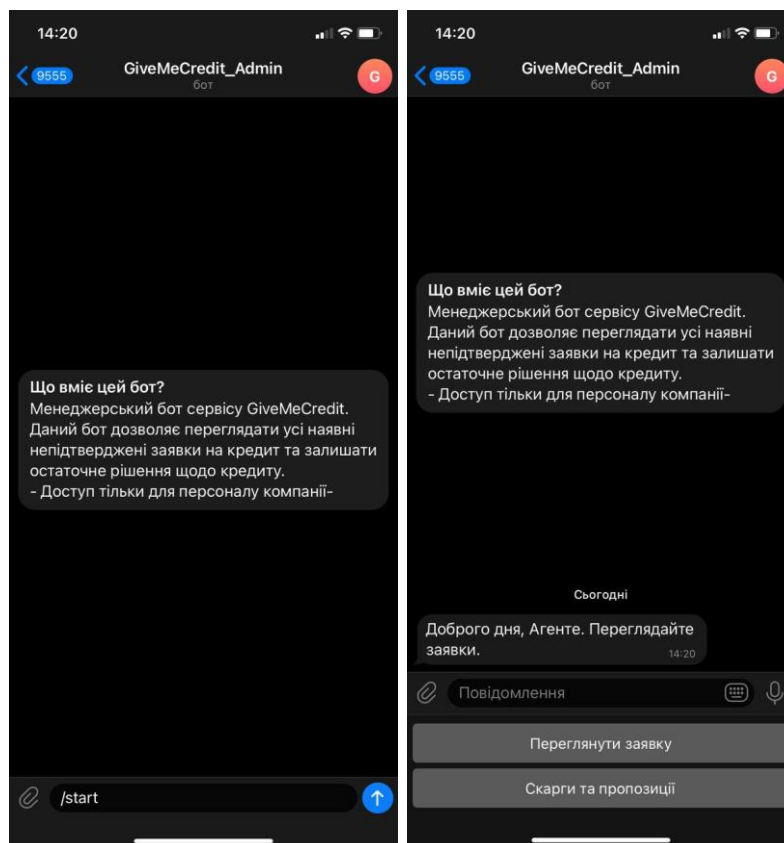 14:20
9555
GiveMeCredit_Admin
бот
G
Що вміє цей бот?
Менеджерський бот сервісу GiveMeCredit.
Даний бот дозволяє переглядати усі наявні
непідтверджені заявки на кредит та залишати
остаточне рішення щодо кредиту.
- Доступ тільки для персоналу компанії-
/start
14:20
9555
GiveMeCredit_Admin
бот
G
Що вміє цей бот?
Менеджерський бот сервісу GiveMeCredit.
Даний бот дозволяє переглядати усі наявні
непідтверджені заявки на кредит та залишати
остаточне рішення щодо кредиту.
- Доступ тільки для персоналу компанії-
Сьогодні
Доброго дня, Агенте. Переглядайте
заявки.
14:20
Повідомлення
Переглянути заявку
Скарги та пропозиції